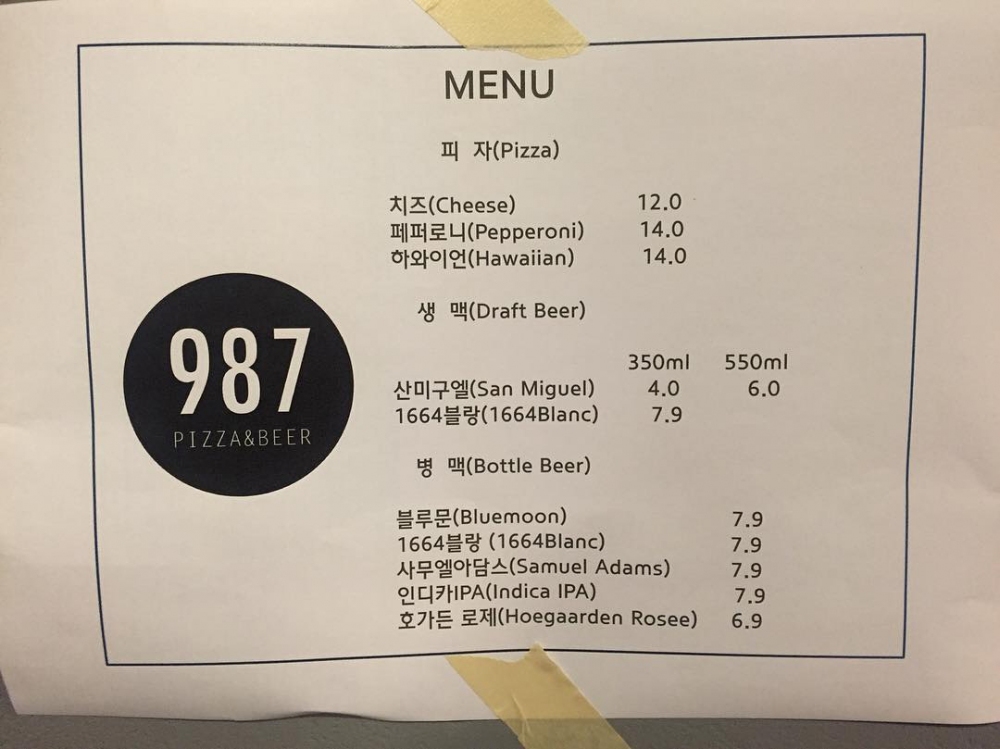 MENU
피 자(Pizza)
치즈(Cheese) 12.0
페퍼로니(Pepperoni) 14.0
하와이언(Hawaiian) 14.0
생 맥(Draft Beer)
350ml 550ml
산미구엘(San Miguel) 4.0 6.0
1664블랑(1664Blanc) 7.9
병 맥(Bottle Beer)
블루문(Bluemoon) 7.9
1664블랑 (1664Blanc) 7.9
사무엘아담스(Samuel Adams) 7.9
인디카IPA(Indica IPA) 7.9
호가든 로제(Hoegaarden Rosee) 6.9
987
PIZZA&BEER